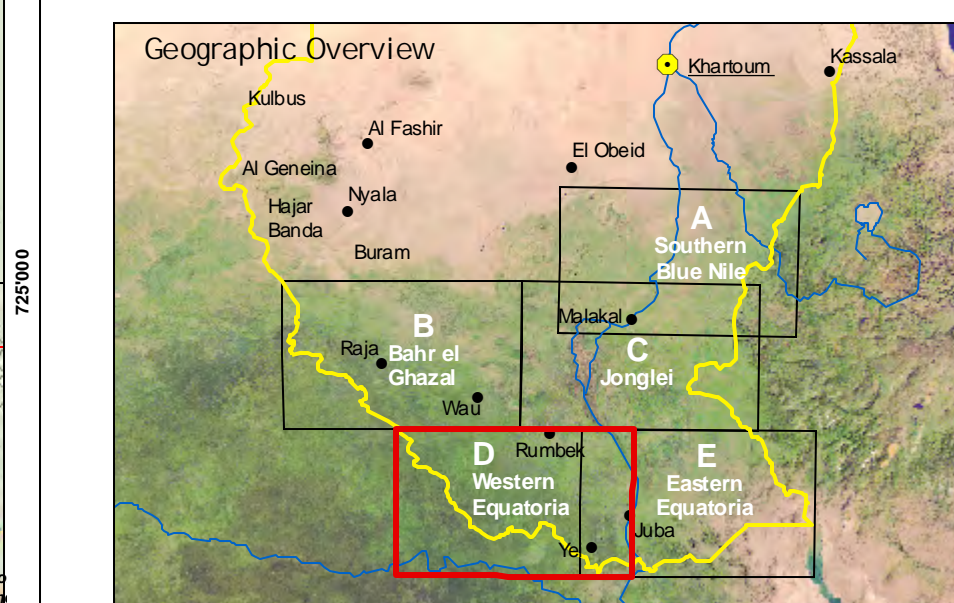 Geographic Overview
Khartoum
Kassala
Kulbus
Al Fashir
El Obeid
Al Geneina
Nyala
Hajar
Banda
Buram
A
Southern
Blue Nile
725'000
Malakal
B
Bahr el
Ghazal
Raja
C
Jonglei
Wau
Rumbek
D
Western
Equatoria
E
Eastern
Equatoria
Juba
Ye